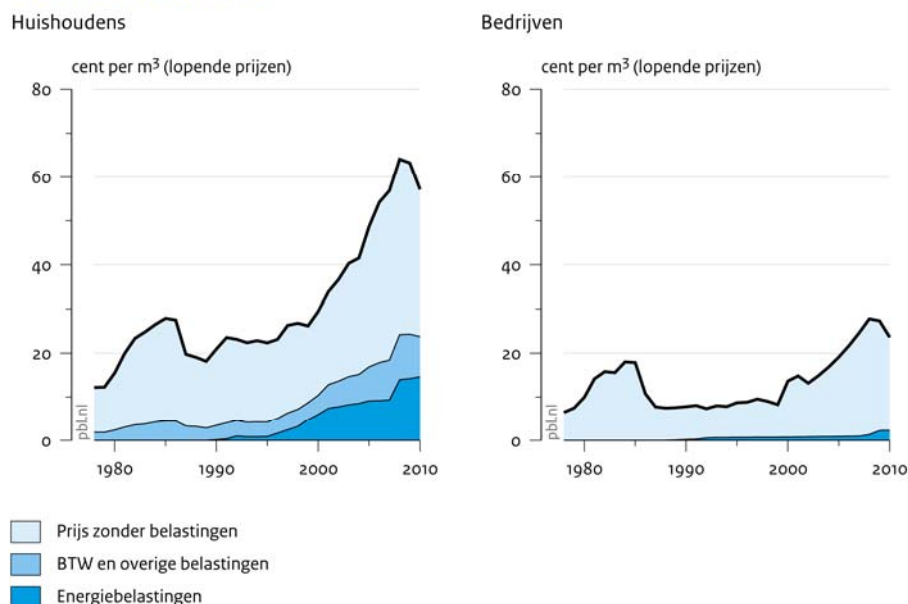 Huishoudens
cent per m³ (lopende prijzen)
80
60
40
20
0
1980 1990 2000 2010
pbl.nl
Bedrijven
cent per m³ (lopende prijzen)
80
60
40
20
0
1980 1990 2000 2010
pbl.nl
Prijs zonder belastingen
BTW en overige belastingen
Energiebelastingen